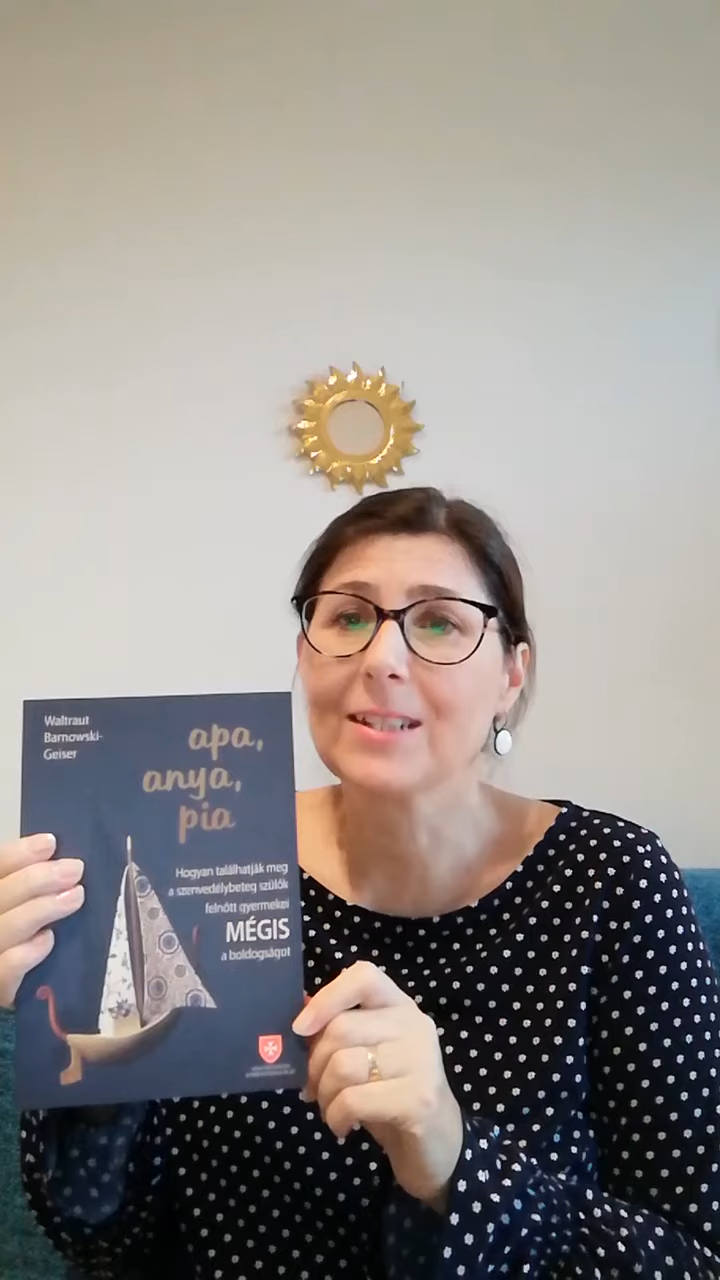 Waltraut
Barnowski-
Geiser
apa,
anya,
pia
Hogyan találhatják meg
a szenvedélybeteg szülők
felnőtt gyermekei
MÉGIS
a boldogságot